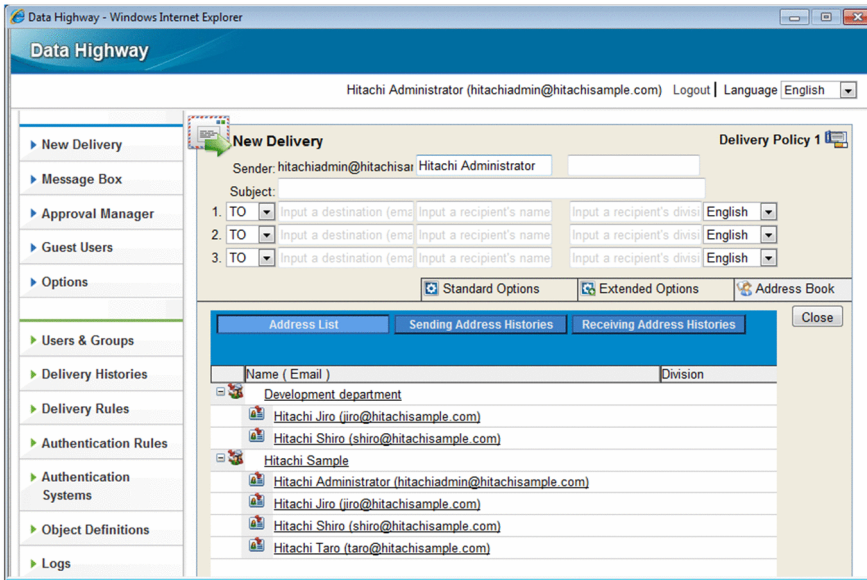 Data Highway - Windows Internet Explorer
Data Highway
Hitachi Administrator (hitachiadmin@hitachisample.com) Logout Language English
New Delivery
Message Box
Approval Manager
Guest Users
Options
Users & Groups
Delivery Histories
Delivery Rules
Authentication Rules
Authentication
Systems
Object Definitions
Logs
New Delivery
Delivery Policy 1
Sender: hitachiadmin@hitachisar Hitachi Administrator
Subject:
1. TO Input a destination (ema Input a recipient's name Input a recipient's divisi English
2. TO Input a destination (ema Input a recipient's name Input a recipient's divisi English
3. TO Input a destination (ema Input a recipient's name Input a recipient's divisi English
Standard Options Extended Options Address Book
Close
Address List Sending Address Histories Receiving Address Histories
Name ( Email ) Division
Development department
Hitachi Jiro (jiro@hitachisample.com)
Hitachi Shiro (shiro@hitachisample.com)
Hitachi Sample
Hitachi Administrator (hitachiadmin@hitachisample.com)
Hitachi Jiro (jiro@hitachisample.com)
Hitachi Shiro (shiro@hitachisample.com)
Hitachi Taro (taro@hitachisample.com)